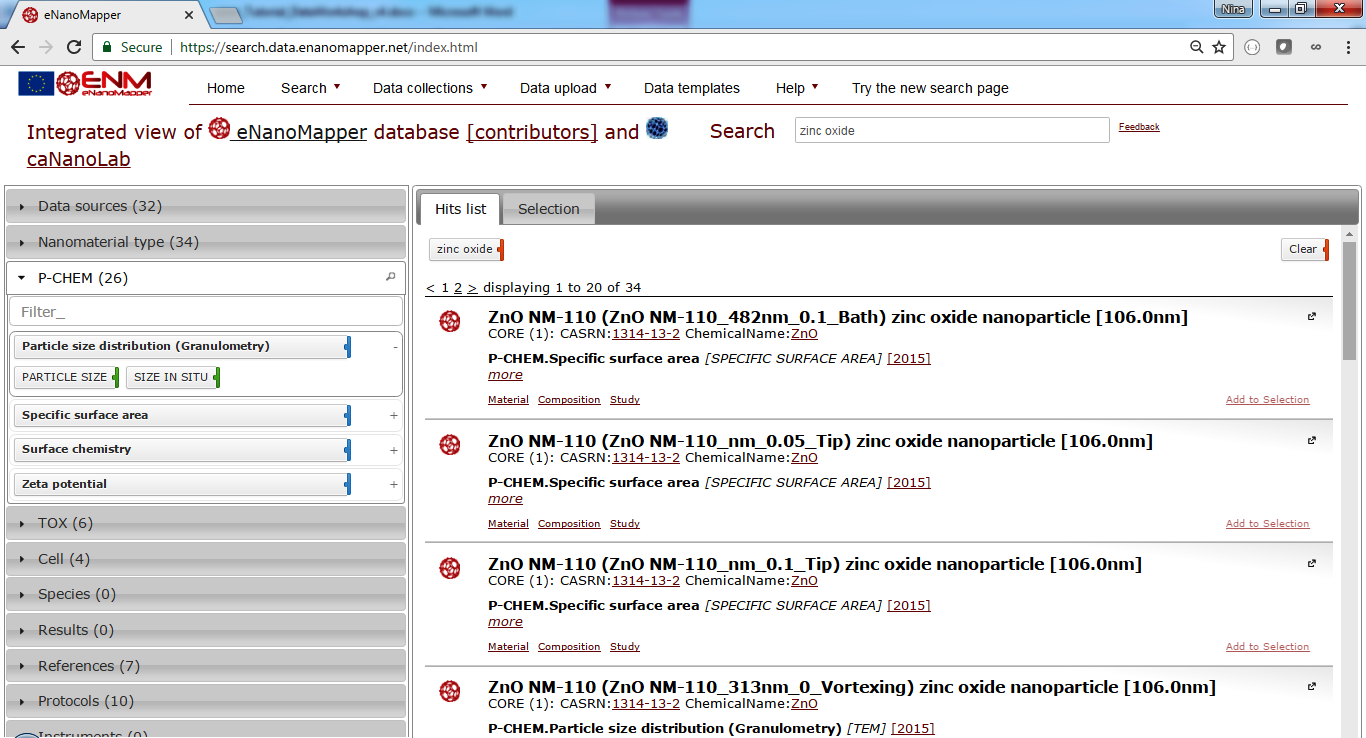 eNanoMapper
Tutorial_DataWorkshop_v4.docx - Microsoft Word
Nina
Secure https://search.data.enanomapper.net/index.html
ENM
eNanoMapper
Home Search Data collections Data upload Data templates Help Try the new search page
Integrated view of eNanoMapper database [contributors] and
caNanoLab
Search zinc oxide Feedback
Data sources (32)
Nanomaterial type (34)
P-CHEM (26)
Filter_
Particle size distribution (Granulometry) -
PARTICLE SIZE SIZE IN SITU
Specific surface area +
Surface chemistry +
Zeta potential +
TOX (6)
Cell (4)
Species (0)
Results (0)
References (7)
Protocols (10)
Instruments (0)
Hits list Selection
zinc oxide Clear
< 1 2 > displaying 1 to 20 of 34
ZnO NM-110 (ZnO NM-110_482nm_0.1_Bath) zinc oxide nanoparticle [106.0nm]
CORE (1): CASRN:1314-13-2 ChemicalName:ZnO
P-CHEM.Specific surface area [SPECIFIC SURFACE AREA] [2015]
more
Material Composition Study Add to Selection
ZnO NM-110 (ZnO NM-110_nm_0.05_Tip) zinc oxide nanoparticle [106.0nm]
CORE (1): CASRN:1314-13-2 ChemicalName:ZnO
P-CHEM.Specific surface area [SPECIFIC SURFACE AREA] [2015]
more
Material Composition Study Add to Selection
ZnO NM-110 (ZnO NM-110_nm_0.1_Tip) zinc oxide nanoparticle [106.0nm]
CORE (1): CASRN:1314-13-2 ChemicalName:ZnO
P-CHEM.Specific surface area [SPECIFIC SURFACE AREA] [2015]
more
Material Composition Study Add to Selection
ZnO NM-110 (ZnO NM-110_313nm_0_Vortexing) zinc oxide nanoparticle [106.0nm]
CORE (1): CASRN:1314-13-2 ChemicalName:ZnO
P-CHEM.Particle size distribution (Granulometry) [TEM] [2015]